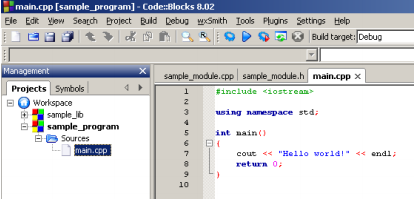 main.cpp [sample_program] - Code::Blocks 8.02
File Edit View Search Project Build Debug wxSmith Tools Plugins Settings Help
Build target: Debug
Management
Projects Symbols
Workspace
sample_lib
sample_program
Sources
main.cpp
sample_module.cpp sample_module.h main.cpp
1 #include <iostream>
2
3 using namespace std;
4
5 int main()
6 {
7 cout << "Hello world!" << endl;
8 return 0;
9 }
10